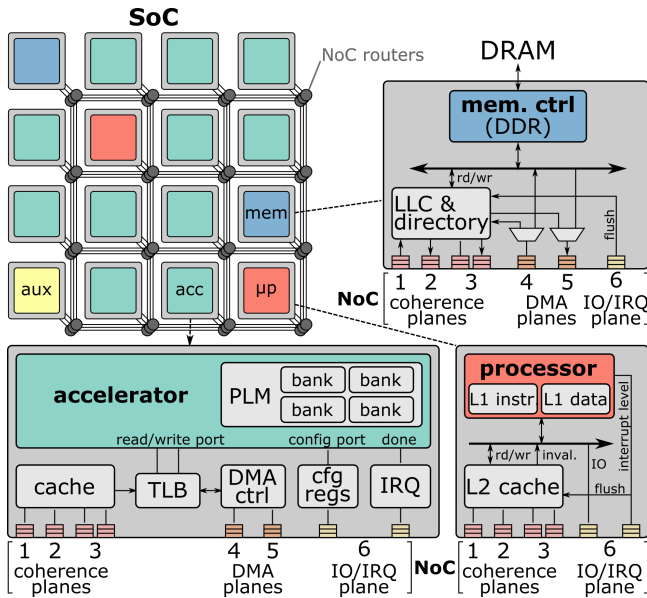 SoC
NoC routers
mem
aux
acc
μp
DRAM
mem. ctrl
(DDR)
rd/wr
LLC &
directory
flush
1 2 3 4 5 6
NoC
coherence
planes
DMA
planes
IO/IRQ
plane
accelerator
PLM
bank bank
bank bank
read/write port
config port
done
cache
TLB
DMA
ctrl
cfg
regs
IRQ
1 2 3 4 5 6
coherence
planes
DMA
planes
IO/IRQ
plane
NoC
processor
L1 instr.
L1 data
interrupt level
rd/wr
inval.
IO
L2 cache
flush
1 2 3 6
coherence
planes
IO/IRQ
plane